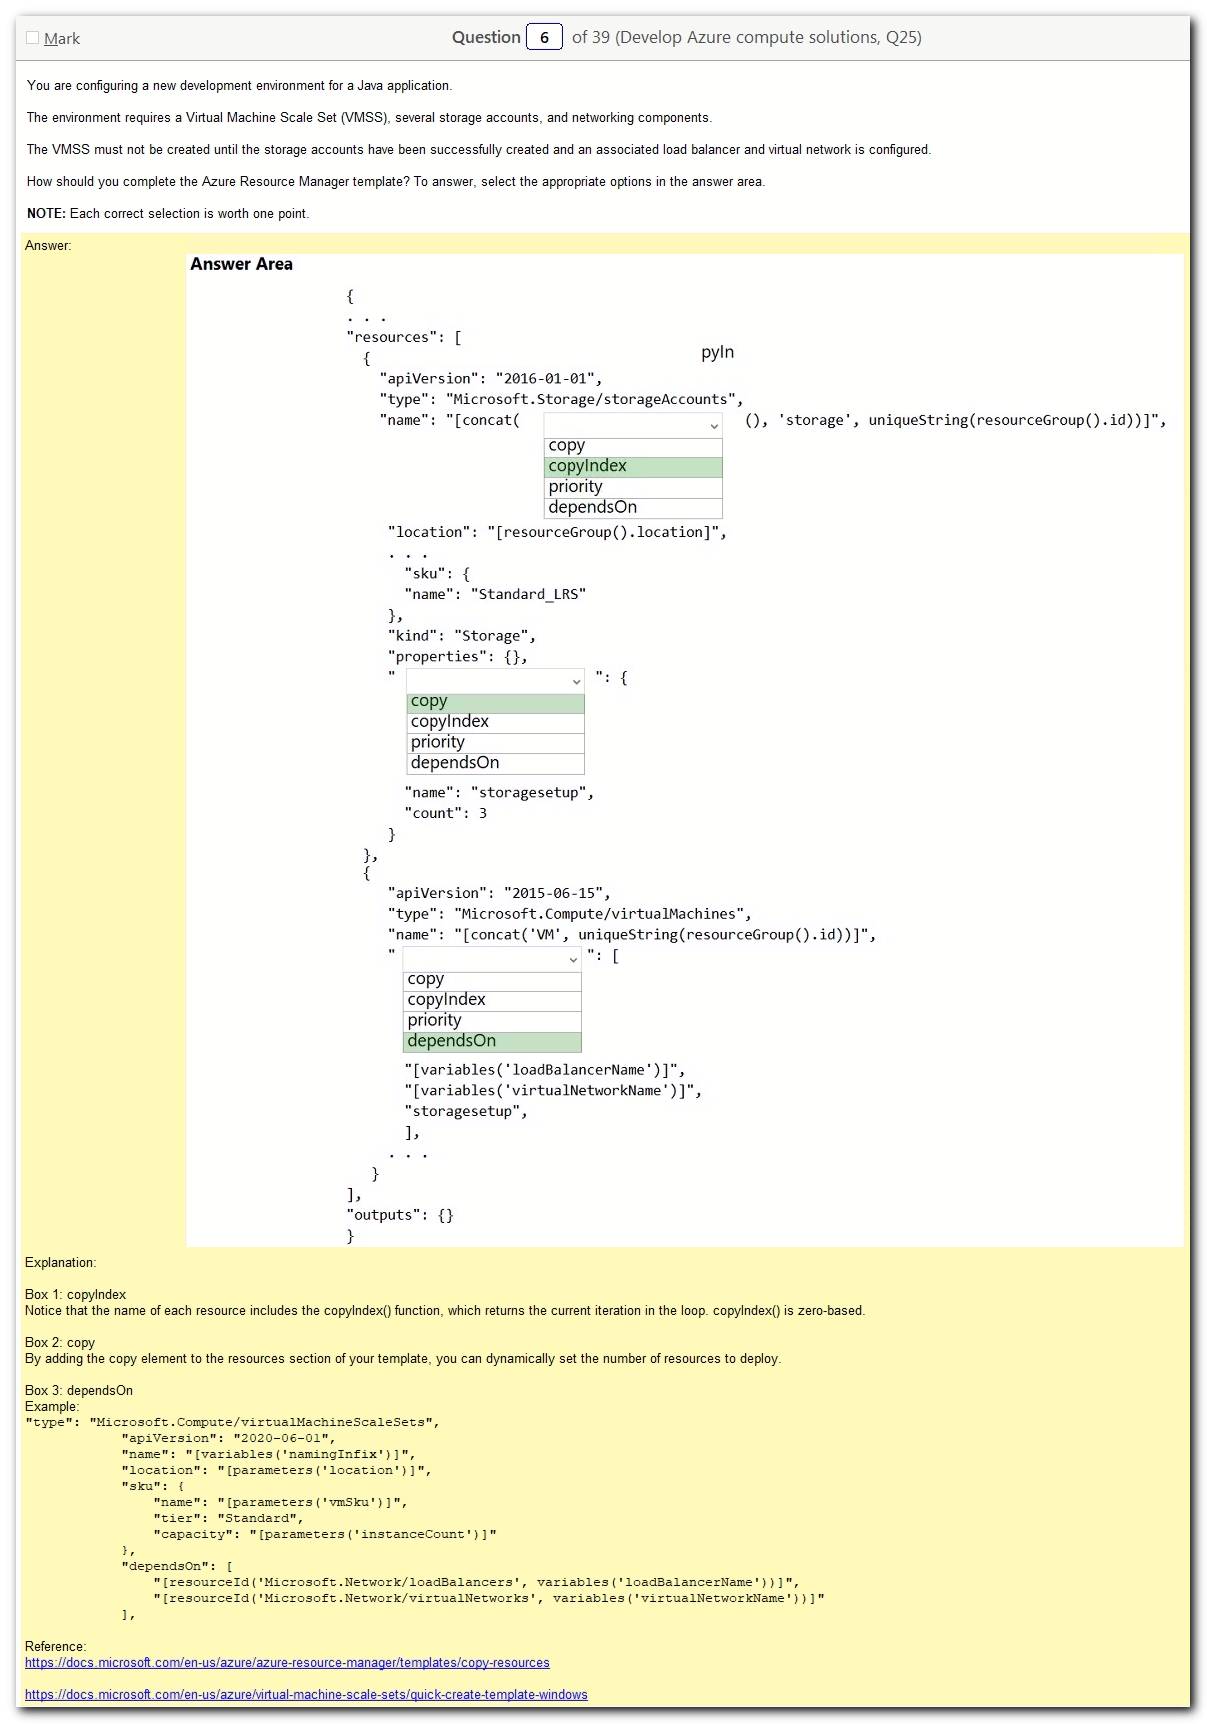 Mark
Question 6 of 39 (Develop Azure compute solutions, Q25)
You are configuring a new development environment for a Java application.
The environment requires a Virtual Machine Scale Set (VMSS), several storage accounts, and networking components.
The VMSS must not be created until the storage accounts have been successfully created and an associated load balancer and virtual network is configured.
How should you complete the Azure Resource Manager template? To answer, select the appropriate options in the answer area.
NOTE: Each correct selection is worth one point.
Answer:
Answer Area
{
. . .
"resources": [
pyIn
{
"apiVersion": "2016-01-01",
"type": "Microsoft.Storage/storageAccounts",
"name": "[concat( (), 'storage', uniqueString(resourceGroup().id))]",
copy
copyIndex
priority
dependsOn
"location": "[resourceGroup().location]",
. . .
"sku": {
"name": "Standard_LRS"
},
"kind": "Storage",
"properties": {},
" ": {
copy
copyIndex
priority
dependsOn
"name": "storagesetup",
"count": 3
}
},
{
"apiVersion": "2015-06-15",
"type": "Microsoft.Compute/virtualMachines",
"name": "[concat('VM', uniqueString(resourceGroup().id))]",
" ": [
copy
copyIndex
priority
dependsOn
"[variables('loadBalancerName')]",
"[variables('virtualNetworkName')]",
"storagesetup",
],
. . .
}
],
"outputs": {}
}
Explanation:
Box 1: copyIndex
Notice that the name of each resource includes the copyIndex() function, which returns the current iteration in the loop. copyIndex() is zero-based.
Box 2: copy
By adding the copy element to the resources section of your template, you can dynamically set the number of resources to deploy.
Box 3: dependsOn
Example:
"type": "Microsoft.Compute/virtualMachineScaleSets",
"apiVersion": "2020-06-01",
"name": "[variables('namingInfix')]",
"location": "[parameters('location')]",
"sku": {
"name": "[parameters('vmSku')]",
"tier": "Standard",
"capacity": "[parameters('instanceCount')]"
},
"dependsOn": [
"[resourceId('Microsoft.Network/loadBalancers', variables('loadBalancerName'))]",
"[resourceId('Microsoft.Network/virtualNetworks', variables('virtualNetworkName'))]"
],
Reference:
https://docs.microsoft.com/en-us/azure/azure-resource-manager/templates/copy-resources
https://docs.microsoft.com/en-us/azure/virtual-machine-scale-sets/quick-create-template-windows